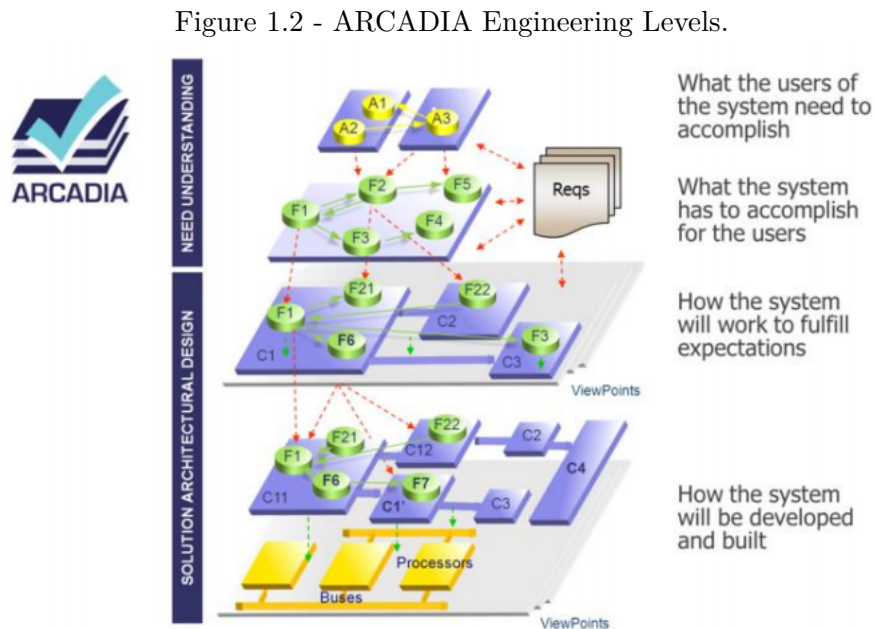 Figure 1.2 - ARCADIA Engineering Levels.
ARCADIA
NEED UNDERSTANDING
A1
A2
A3
What the users of
the system need to
accomplish
Reqs
F1
F2
F5
F3
F4
What the system
has to accomplish
for the users
SOLUTION ARCHITECTURAL DESIGN
F1
F21
F22
F6
F3
C1
C2
C3
ViewPoints
How the system
will work to fulfill
expectations
F1
F21
F22
F6
F7
C11
C12
C1'
C2
C3
C4
Processors
Buses
ViewPoints
How the system
will be developed
and built